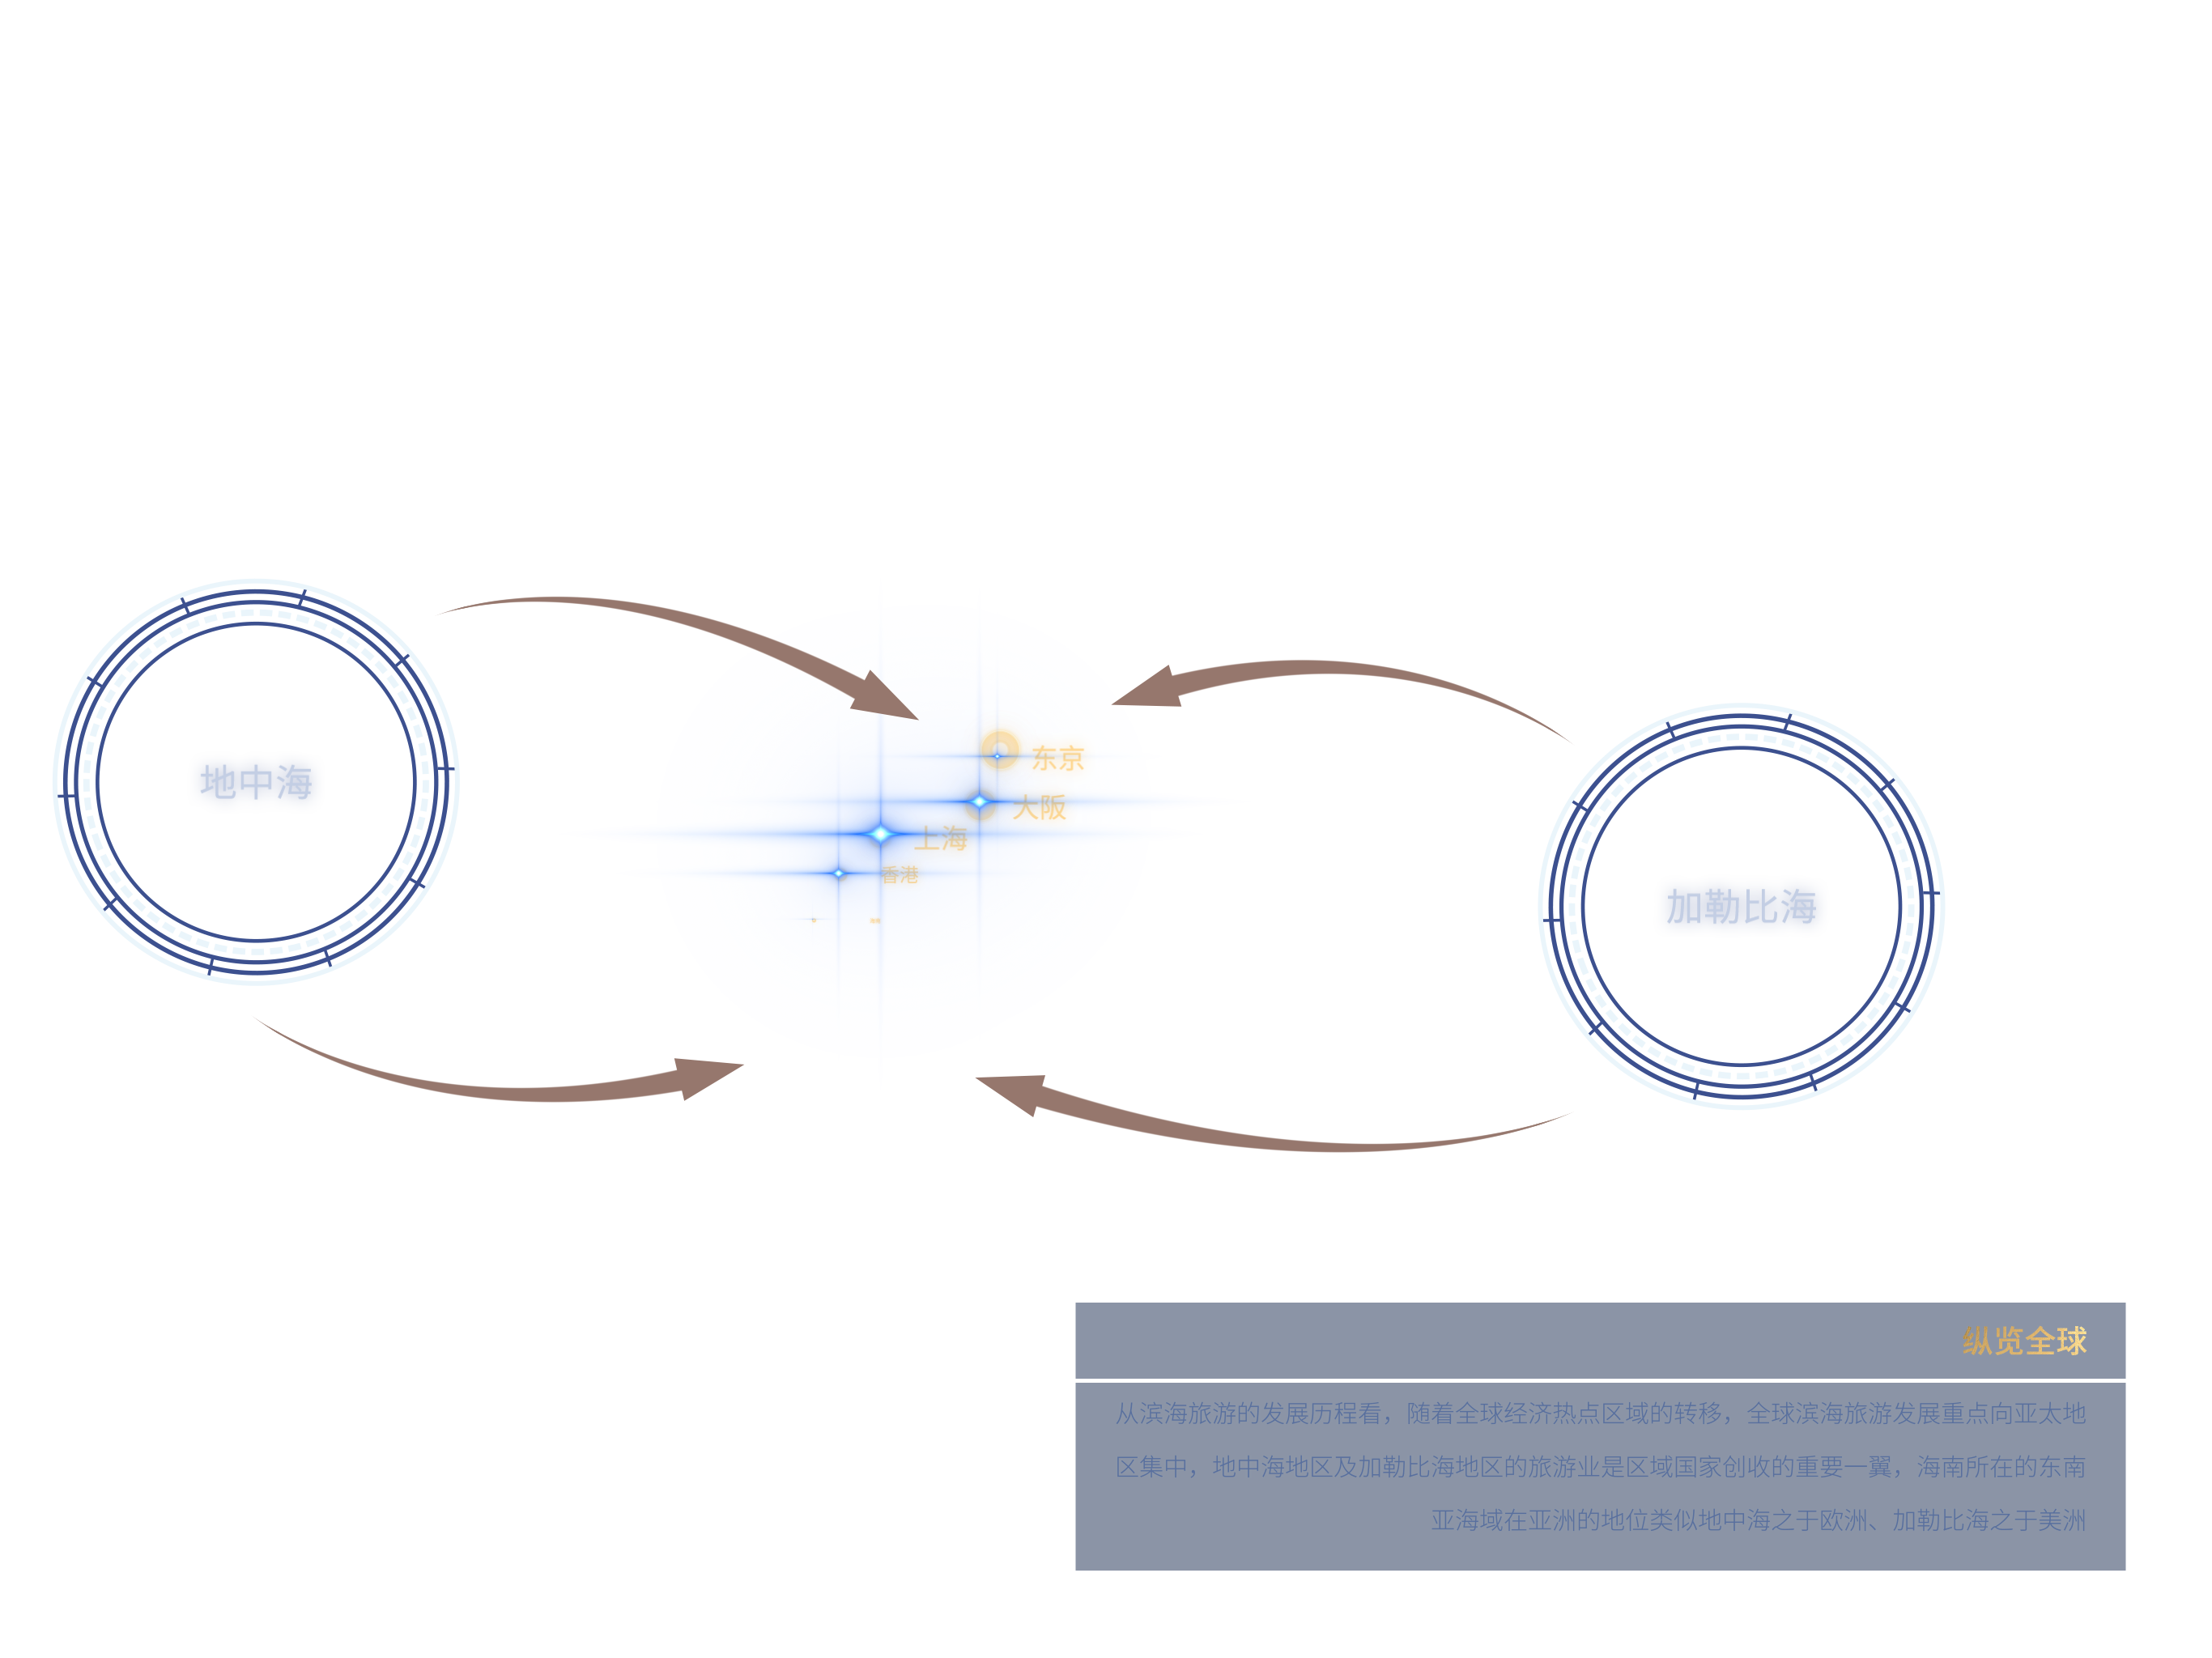 东京
地中海
大阪
上海
香港
加勒比海
纵览全球
从滨海旅游的发展历程看，随着全球经济热点区域的转移，全球滨海旅游发展重点向亚太地
区集中，地中海地区及加勒比海地区的旅游业是区域国家创收的重要一翼，海南所在的东南
亚海域在亚洲的地位类似地中海之于欧洲、加勒比海之于美洲